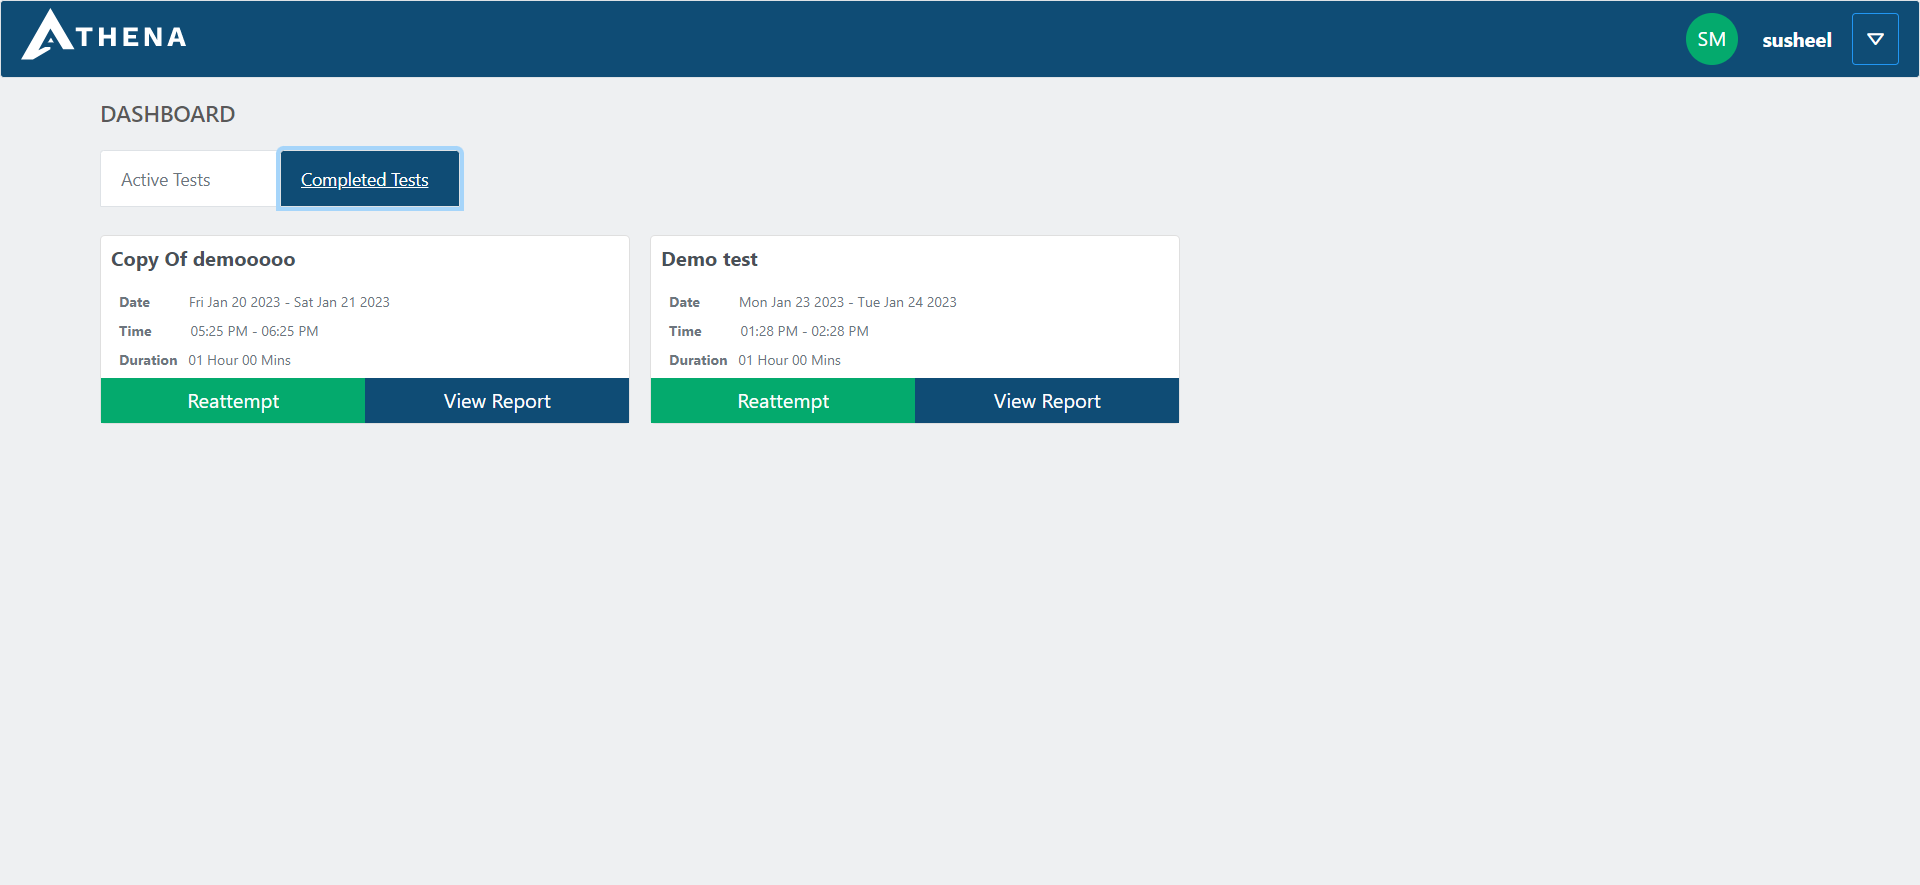 ATHENA
SM susheel
DASHBOARD
Active Tests Completed Tests
Copy Of demooooo
Date Fri Jan 20 2023 - Sat Jan 21 2023
Time 05:25 PM - 06:25 PM
Duration 01 Hour 00 Mins
Reattempt View Report
Demo test
Date Mon Jan 23 2023 - Tue Jan 24 2023
Time 01:28 PM - 02:28 PM
Duration 01 Hour 00 Mins
Reattempt View Report